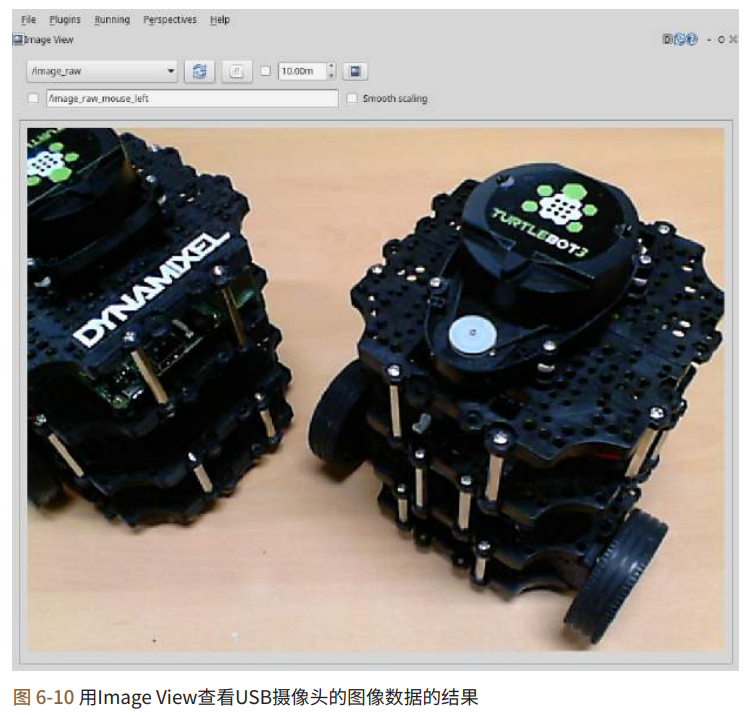 File Plugins Running Perspectives Help
Image View
/image_raw
10.00m
/image_raw_mouse_left
Smooth scaling
TURTLEBOT3
DYNAMIXEL
图 6-10 用Image View查看USB摄像头的图像数据的结果